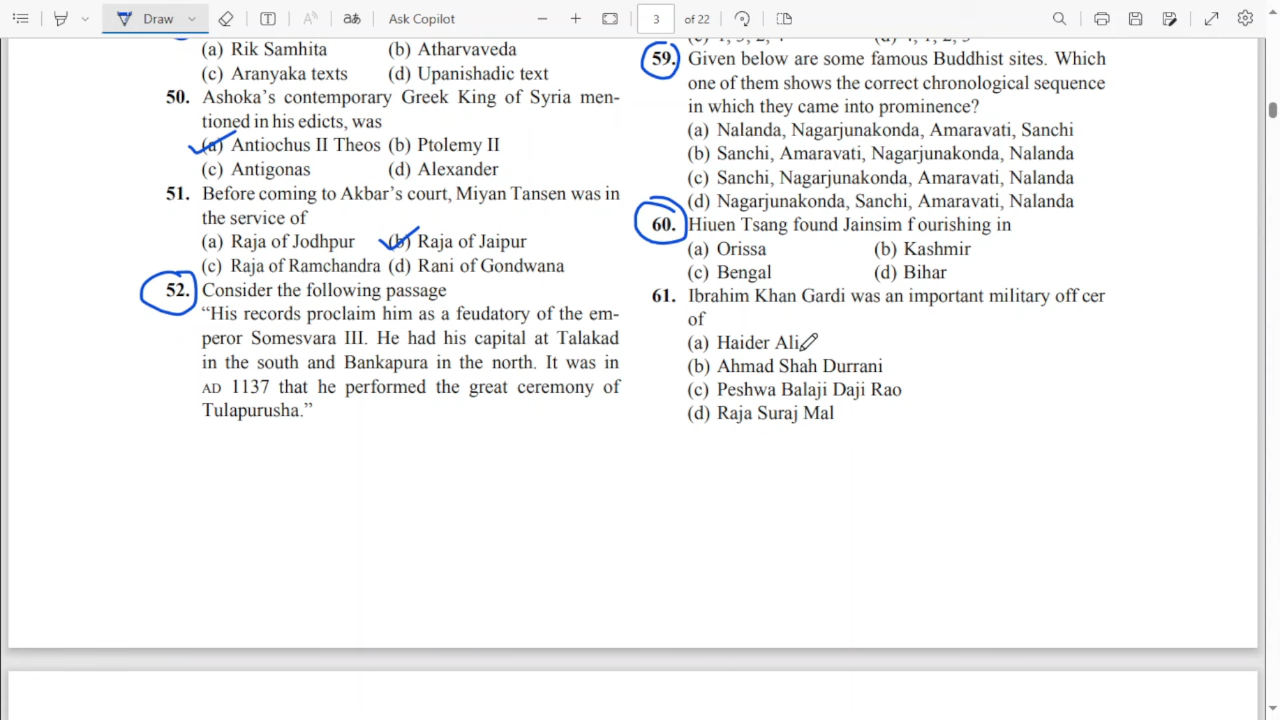 Draw
Ask Copilot
3
of 22
(a) Rik Samhita (b) Atharvaveda
(c) Aranyaka texts (d) Upanishadic text
50. Ashoka's contemporary Greek King of Syria men-
tioned in his edicts, was
(a) Antiochus II Theos (b) Ptolemy II
(c) Antigonas (d) Alexander
51. Before coming to Akbar's court, Miyan Tansen was in
the service of
(a) Raja of Jodhpur (b) Raja of Jaipur
(c) Raja of Ramchandra (d) Rani of Gondwana
52. Consider the following passage
“His records proclaim him as a feudatory of the em-
peror Somesvara III. He had his capital at Talakad
in the south and Bankapura in the north. It was in
AD 1137 that he performed the great ceremony of
Tulapurusha.”
59. Given below are some famous Buddhist sites. Which
one of them shows the correct chronological sequence
in which they came into prominence?
(a) Nalanda, Nagarjunakonda, Amaravati, Sanchi
(b) Sanchi, Amaravati, Nagarjunakonda, Nalanda
(c) Sanchi, Nagarjunakonda, Amaravati, Nalanda
(d) Nagarjunakonda, Sanchi, Amaravati, Nalanda
60. Hiuen Tsang found Jainsim f ourishing in
(a) Orissa (b) Kashmir
(c) Bengal (d) Bihar
61. Ibrahim Khan Gardi was an important military off cer
of
(a) Haider Ali
(b) Ahmad Shah Durrani
(c) Peshwa Balaji Daji Rao
(d) Raja Suraj Mal